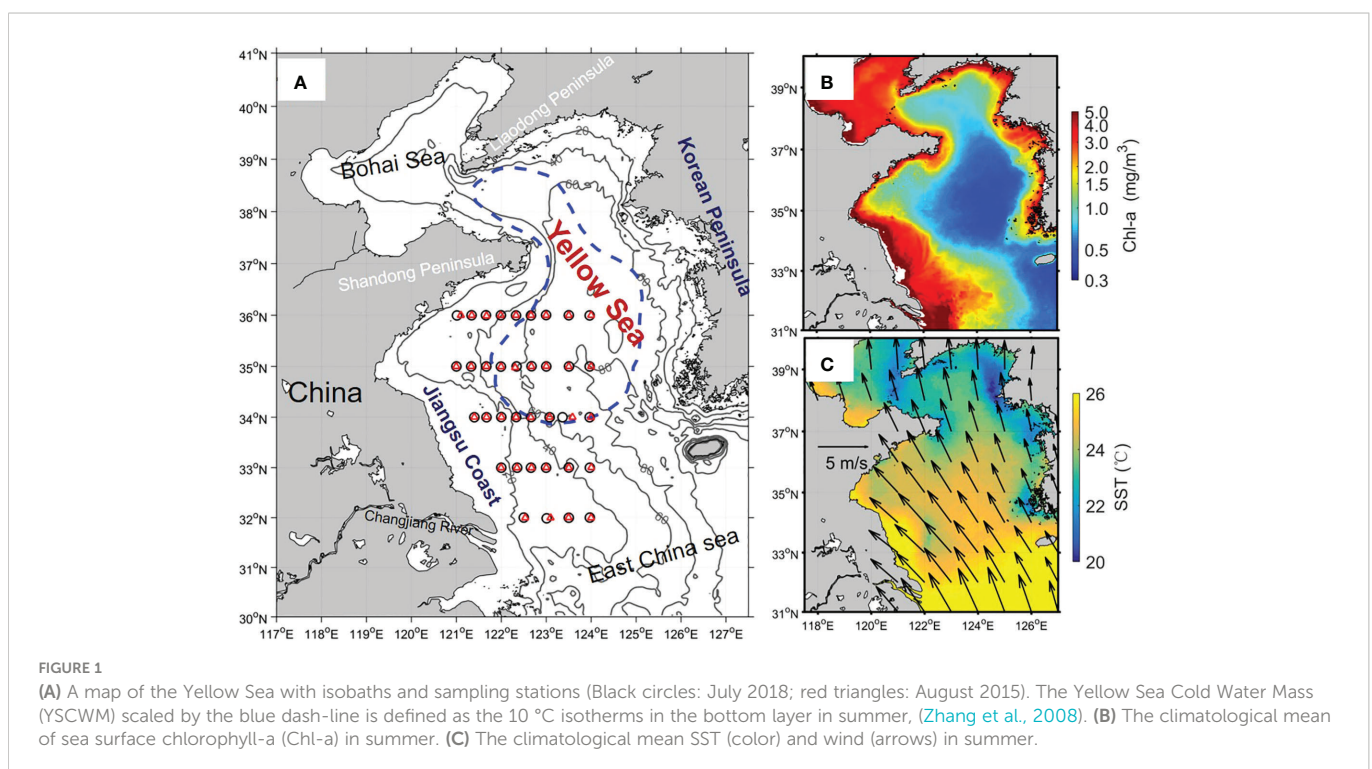 A
41°N
40°N
39°N
38°N
37°N
36°N
35°N
34°N
33°N
32°N
31°N
30°N
117°E 118°E 119°E 120°E 121°E 122°E 123°E 124°E 125°E 126°E 127°E
Liaodong Peninsula
20
Bohai Sea
60
Korean Peninsula
Yellow Sea
Shandong Peninsula
China
80
Jiangsu Coast
Changjiang River
East China sea
B
39°N
37°N
35°N
33°N
31°N
5.0
4.0
3.0
2.0
1.5
1.0
0.5
0.3
Chl-a (mg/m³)
C
39°N
37°N
35°N
33°N
31°N
118°E 120°E 122°E 124°E 126°E
5 m/s
26
24
22
20
SST (°C)
FIGURE 1
(A) A map of the Yellow Sea with isobaths and sampling stations (Black circles: July 2018; red triangles: August 2015). The Yellow Sea Cold Water Mass
(YSCWM) scaled by the blue dash-line is defined as the 10 °C isotherms in the bottom layer in summer, (Zhang et al., 2008). (B) The climatological mean
of sea surface chlorophyll-a (Chl-a) in summer. (C) The climatological mean SST (color) and wind (arrows) in summer.